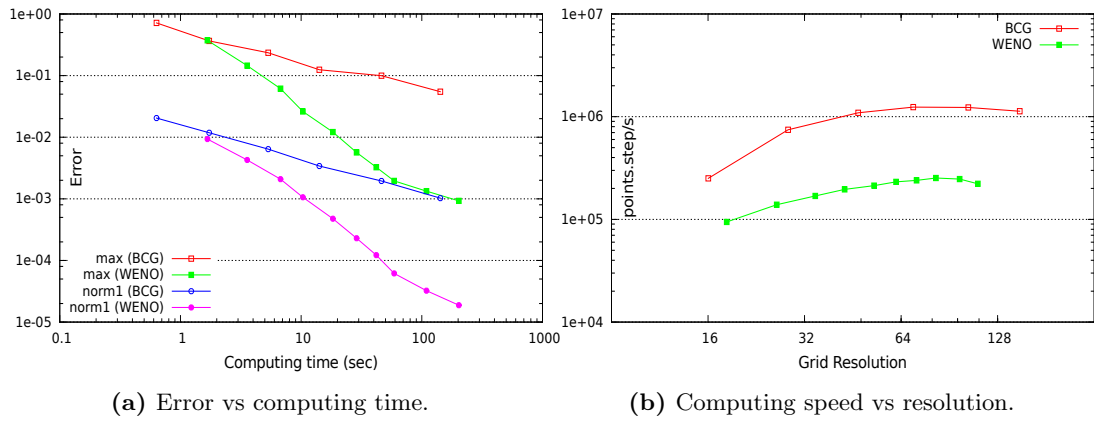 1e+00
1e-01
1e-02
1e-03
1e-04
1e-05
Error
max (BCG)
max (WENO)
norm1 (BCG)
norm1 (WENO)
0.1 1 10 100 1000
Computing time (sec)
(a) Error vs computing time.
1e+07
1e+06
1e+05
1e+04
points.step/s
BCG
WENO
16 32 64 128
Grid Resolution
(b) Computing speed vs resolution.